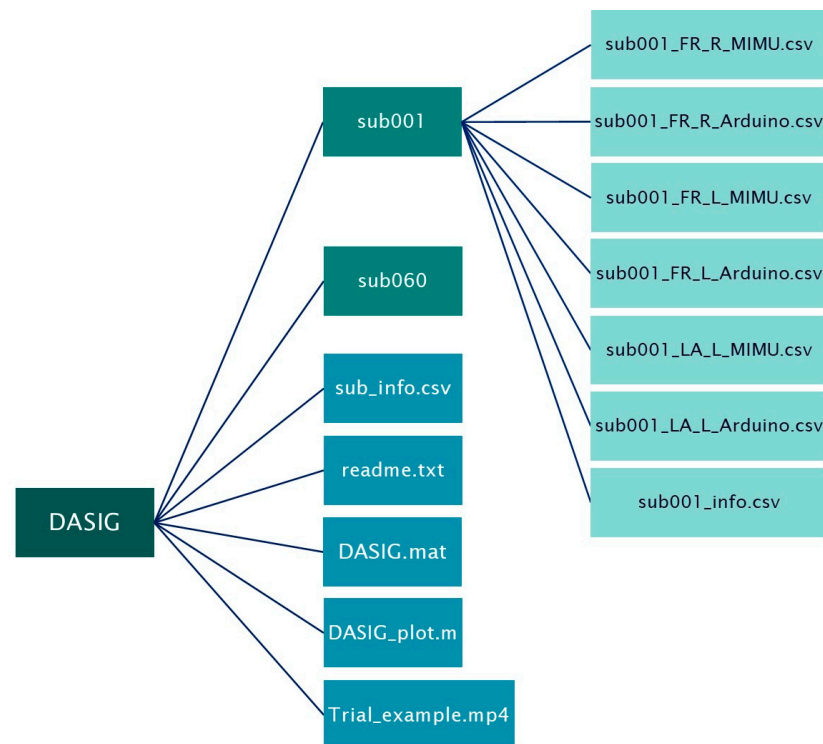 DASIG
sub001
sub060
sub_info.csv
readme.txt
DASIG.mat
DASIG_plot.m
Trial_example.mp4
sub001_FR_R_MIMU.csv
sub001_FR_R_Arduino.csv
sub001_FR_L_MIMU.csv
sub001_FR_L_Arduino.csv
sub001_LA_L_MIMU.csv
sub001_LA_L_Arduino.csv
sub001_info.csv